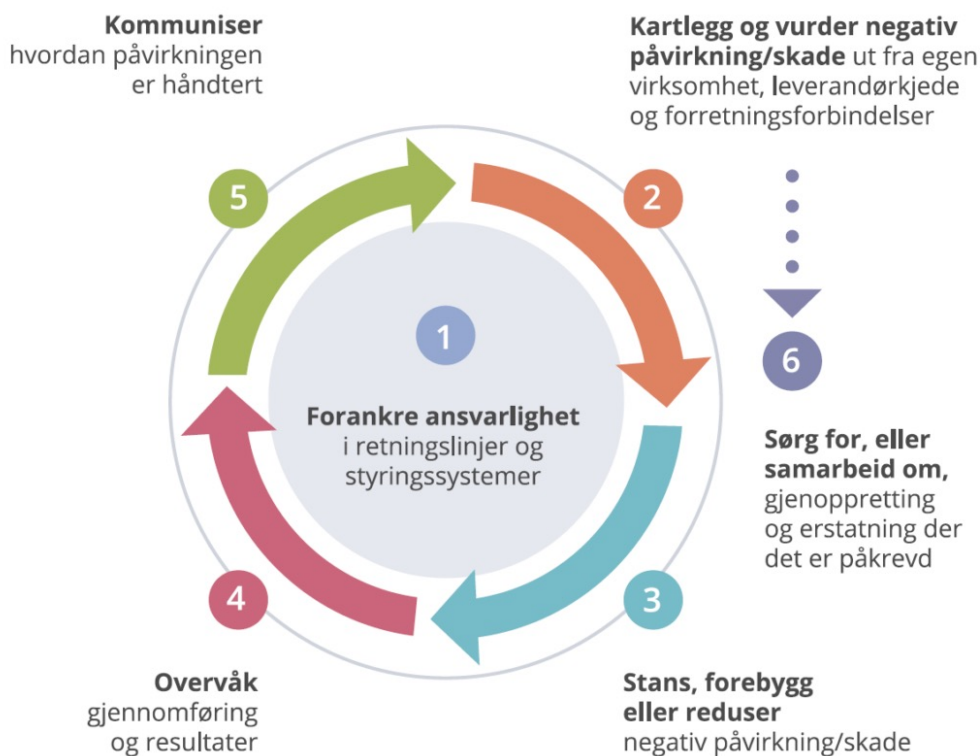 Kommuniser
hvordan påvirkningen
er håndtert
Kartlegg og vurder negativ
påvirkning/skade ut fra egen
virksomhet, leverandørkjede
og forretningsforbindelser
5
2
1
Forankre ansvarlighet
i retningslinjer og
styringssystemer
6
Sørg for, eller
samarbeid om,
gjenoppretting
og erstatning der
det er påkrevd
4
3
Overvåk
gjennomføring
og resultater
Stans, forebygg
eller reduser
negativ påvirkning/skade